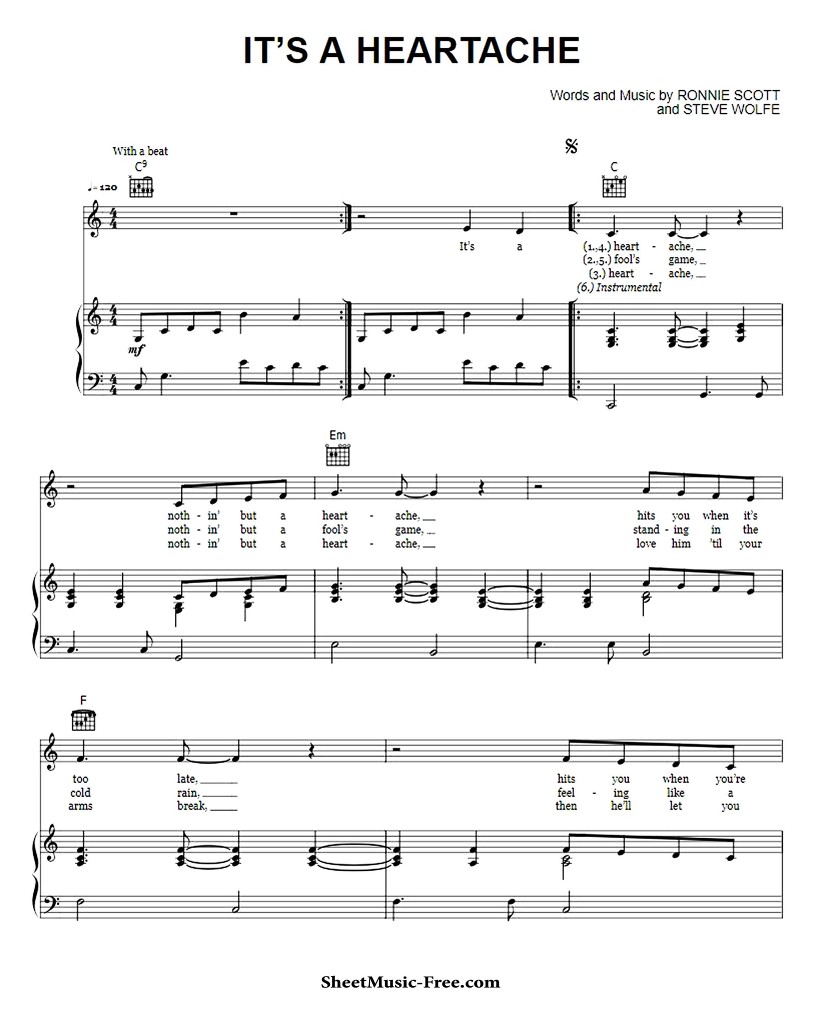 IT'S A HEARTACHE
Words and Music by RONNIE SCOTT
and STEVE WOLFE
With a beat
C9
♩= 120
C
It's a (1.,4.) heart - ache,
(2.,5.) fool's game,
(3.) heart - ache,
(6.) Instrumental
mf
Em
noth - in' but a heart - ache, hits you when it's
noth - in' but a fool's game, stand - ing in the
noth - in' but a heart - ache, love him 'til your
F
too late, hits you when you're
cold rain, feel - ing like a
arms break, then he'll let you
SheetMusic-Free.com